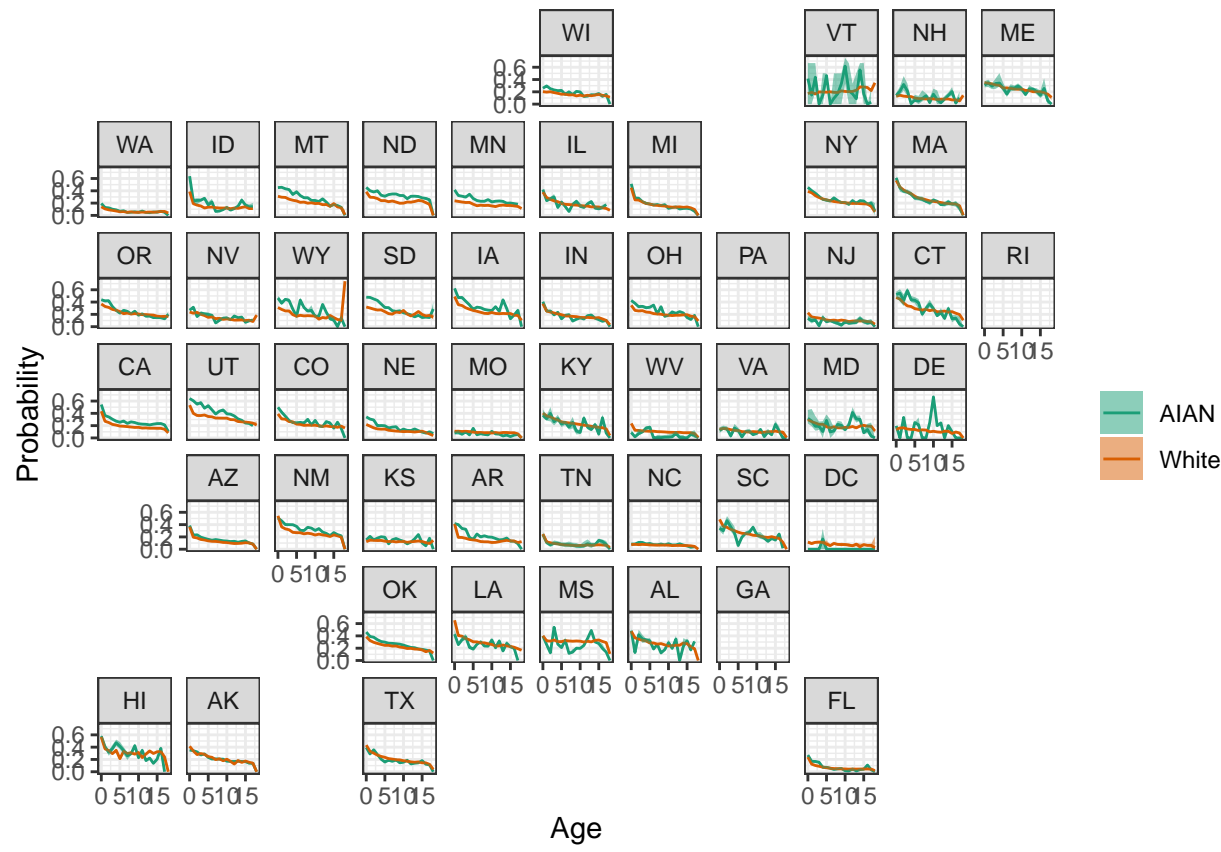 WI VT NH ME
0.6
0.4
0.2
0.0
WA ID MT ND MN IL MI NY MA
0.6
0.4
0.2
0.0
OR NV WY SD IA IN OH PA NJ CT RI
0.6
0.4
0.2
0.0
0 5 10 15
CA UT CO NE MO KY WV VA MD DE
0.6
0.4
0.2
0.0
0 5 10 15
AZ NM KS AR TN NC SC DC
0.6
0.4
0.2
0.0
0 5 10 15 0 5 10 15
OK LA MS AL GA
0.6
0.4
0.2
0.0
0 5 10 15 0 5 10 15 0 5 10 15 0 5 10 15
HI AK TX FL
0.6
0.4
0.2
0.0
0 5 10 15 0 5 10 15 0 5 10 15 0 5 10 15
Age
Probability
AIAN
White